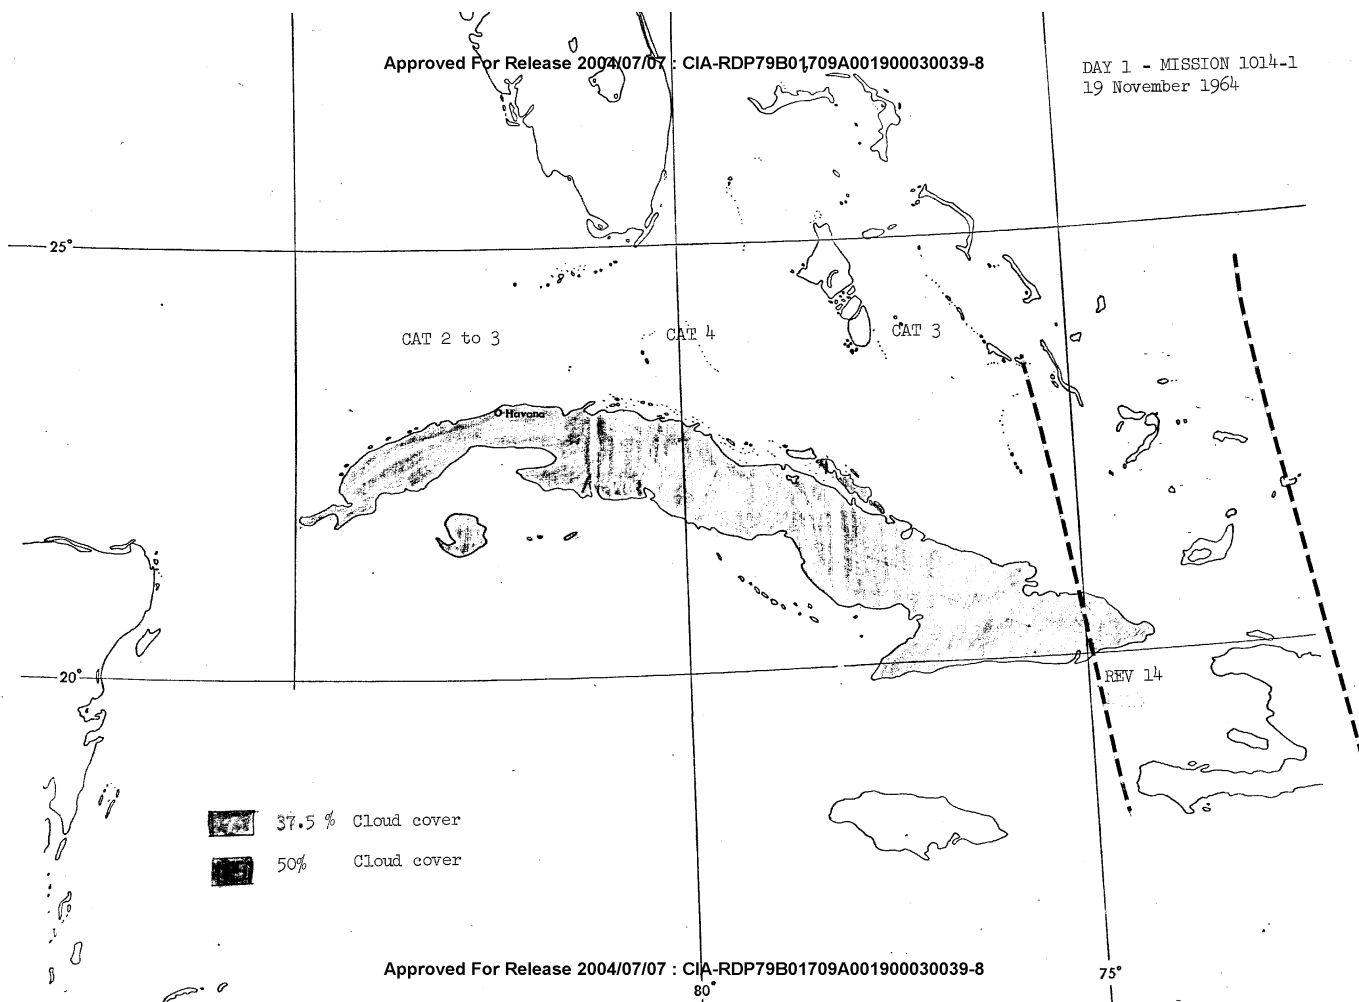 Approved For Release 2004/07/07 : CIA-RDP79B01709A001900030039-8
DAY 1 - MISSION 1014-1
19 November 1964
25°
CAT 2 to 3
CAT 4
CAT 3
Havana
20°
REV 14
37.5 % Cloud cover
50% Cloud cover
Approved For Release 2004/07/07 : CIA-RDP79B01709A001900030039-8
75°
80°